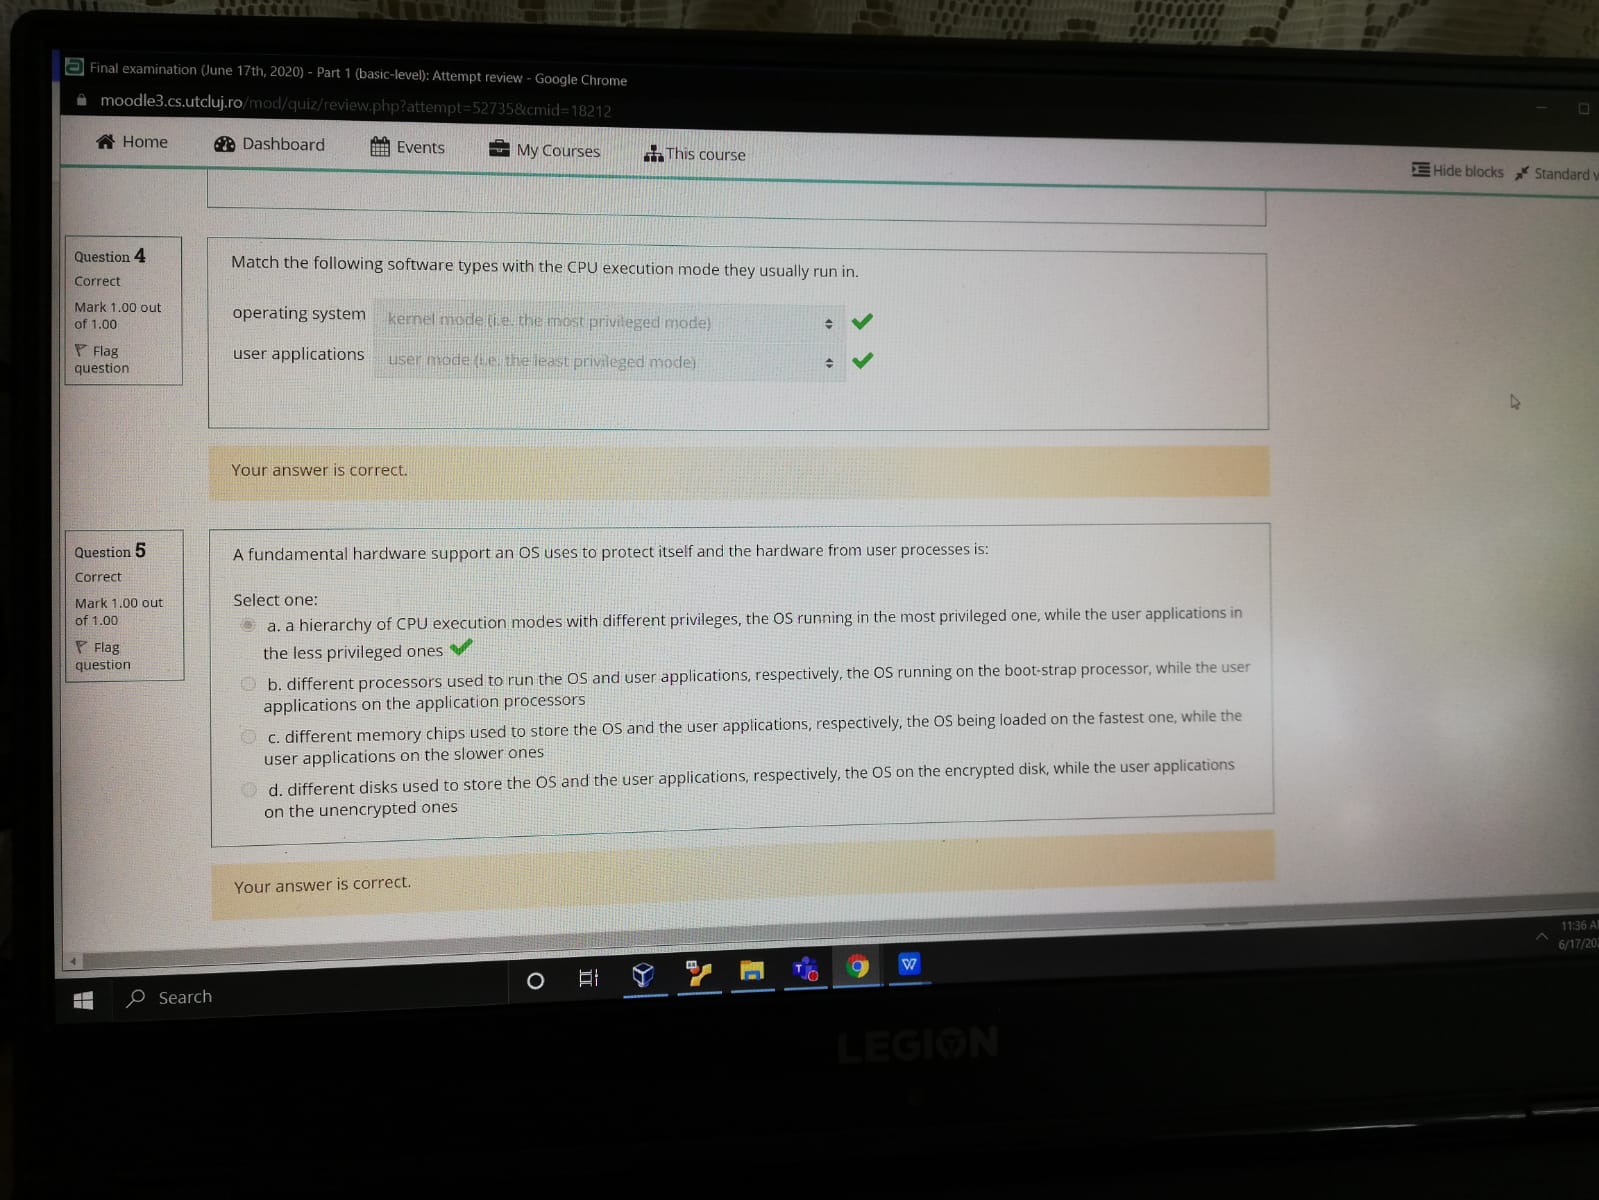 Final examination (June 17th, 2020) - Part 1 (basic-level): Attempt review - Google Chrome
moodle3.cs.utcluj.ro/mod/quiz/review.php?attempt=52735&cmid=18212
Home Dashboard Events My Courses This course
Hide blocks Standard v
Question 4
Correct
Mark 1.00 out
of 1.00
Flag
question
Match the following software types with the CPU execution mode they usually run in.
operating system kernel mode (i.e. the most privileged mode)
user applications user mode (i.e. the least privileged mode)
Your answer is correct.
Question 5
Correct
Mark 1.00 out
of 1.00
Flag
question
A fundamental hardware support an OS uses to protect itself and the hardware from user processes is:
Select one:
a. a hierarchy of CPU execution modes with different privileges, the OS running in the most privileged one, while the user applications in
the less privileged ones
b. different processors used to run the OS and user applications, respectively, the OS running on the boot-strap processor, while the user
applications on the application processors
c. different memory chips used to store the OS and the user applications, respectively, the OS being loaded on the fastest one, while the
user applications on the slower ones
d. different disks used to store the OS and the user applications, respectively, the OS on the encrypted disk, while the user applications
on the unencrypted ones
Your answer is correct.
11:36 A
6/17/20
Search
LEGION